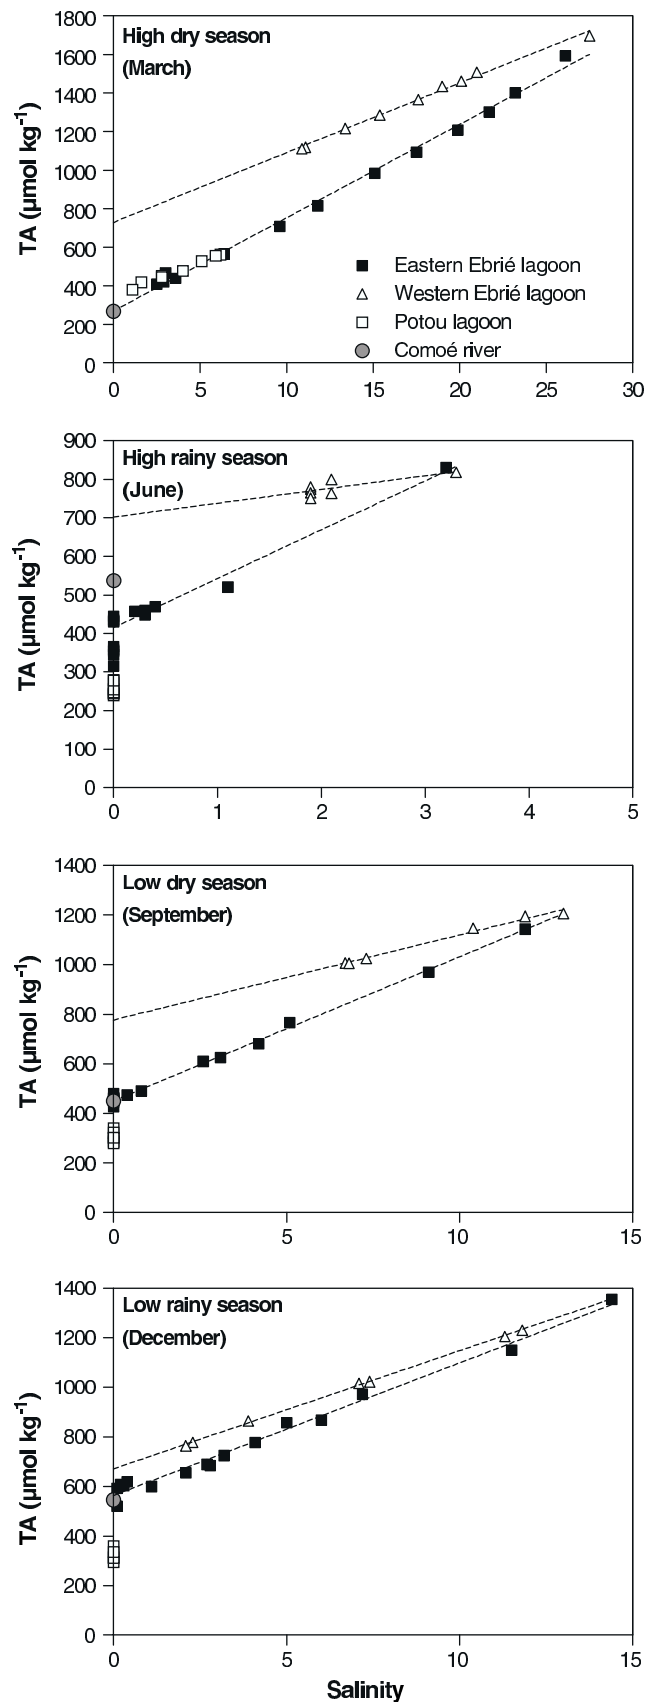 High dry season
(March)
TA (µmol kg⁻¹)
1800
1600
1400
1200
1000
800
600
400
200
0
Eastern Ebrié lagoon
Western Ebrié lagoon
Potou lagoon
Comoé river
0 5 10 15 20 25 30
High rainy season
(June)
TA (µmol kg⁻¹)
900
800
700
600
500
400
300
200
100
0
0 1 2 3 4 5
Low dry season
(September)
TA (µmol kg⁻¹)
1400
1200
1000
800
600
400
200
0
0 5 10 15
Low rainy season
(December)
TA (µmol kg⁻¹)
1400
1200
1000
800
600
400
200
0
0 5 10 15
Salinity